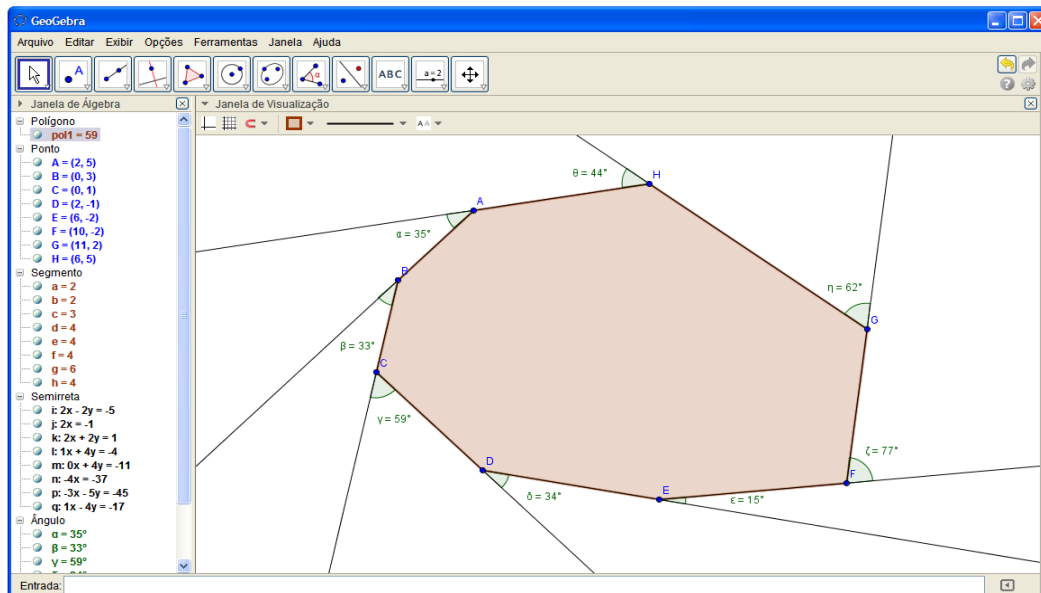 GeoGebra
Arquivo Editar Exibir Opções Ferramentas Janela Ajuda
A
α
ABC
a=2
Janela de Álgebra
Polígono
pol1 = 59
Ponto
A = (2, 5)
B = (0, 3)
C = (0, 1)
D = (2, -1)
E = (6, -2)
F = (10, -2)
G = (11, 2)
H = (6, 5)
Segmento
a = 2
b = 2
c = 3
d = 4
e = 4
f = 4
g = 6
h = 4
Semirreta
i: 2x - 2y = -5
j: 2x = -1
k: 2x + 2y = 1
l: 1x + 4y = -4
m: 0x + 4y = -11
n: -4x = -37
p: -3x - 5y = -45
q: 1x - 4y = -17
Ângulo
α = 35°
β = 33°
γ = 59°
Janela de Visualização
AA
θ = 44°
H
A
α = 35°
B
η = 62°
G
β = 33°
C
γ = 59°
ζ = 77°
D
F
E
δ = 34°
ε = 15°
Entrada: